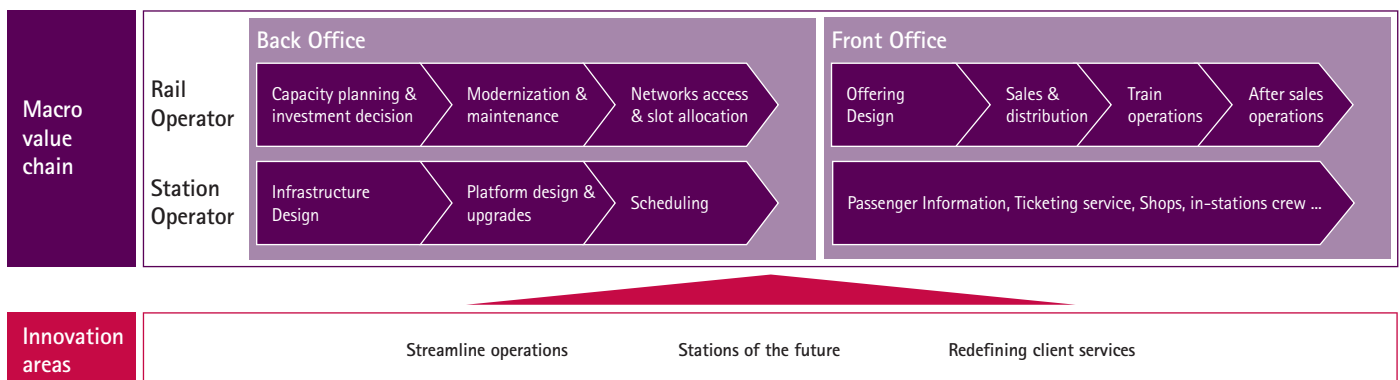 Back Office
Front Office
Macro
value
chain
Rail
Operator
Capacity planning &
investment decision
Modernization &
maintenance
Networks access
& slot allocation
Offering
Design
Sales &
distribution
Train
operations
After sales
operations
Station
Operator
Infrastructure
Design
Platform design &
upgrades
Scheduling
Passenger Information, Ticketing service, Shops, in-stations crew ...
Innovation
areas
Streamline operations
Stations of the future
Redefining client services